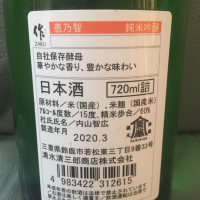 作 ZAKU 恵乃智 純米吟醸
自社保存酵母
華やかな香り、豊かな味わい
日本酒 720ml詰
原材料/米(国産)、米麹(国産米)
アルコール度数/15度、精米歩合/60%
杜氏氏名/内山智広
製造年月
2020.3
三重県鈴鹿市若松東三丁目9番33号
清水清三郎商店株式会社
4 983422 312615